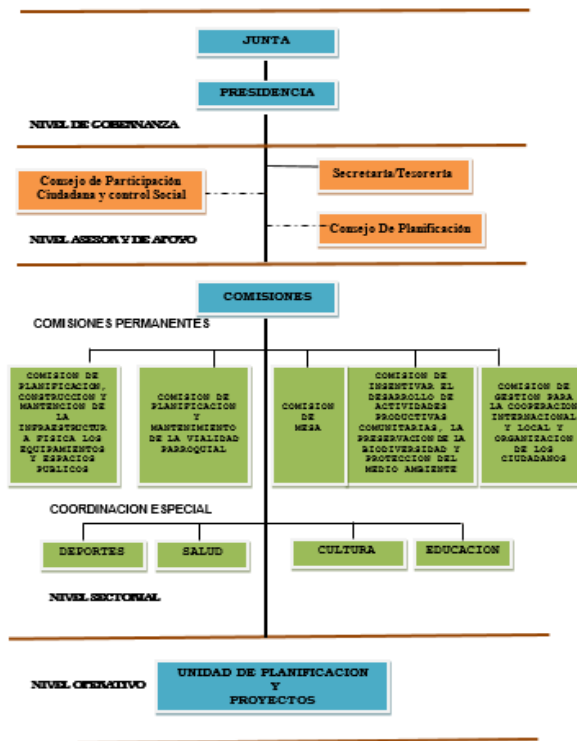 JUNTA
PRESIDENCIA
NIVEL DE GOBERNANZA
Consejo de Participación
Ciudadana y control Social
Secretaría/Tesorería
Consejo De Planificación
NIVEL ASESOR Y DE APOYO
COMISIONES
COMISIONES PERMANENTES
COMISION DE
PLANIFICACION,
CONSTRUCCION Y
MANTENCION DE
LA
INFRAESTRUCTUR
A FISICA LOS
EQUIPAMIENTOS
Y ESPACIOS
PUBLICOS
COMISION DE
PLANIFICACION
Y
MANTENIMIENTO
DE LA VIALIDAD
PARROQUIAL
COMISION
DE
MESA
COMISION DE
INSENTIVAR EL
DESARROLLO DE
ACTIVIDADES
PRODUCTIVAS
COMUNITARIAS, LA
PRESERVACION DE LA
BIODIVERSIDAD Y
PROTECCION DEL
MEDIO AMBIENTE
COMISION DE
GESTION PARA
LA
COOPERACION
INTERNACIONAL
Y LOCAL Y
ORGANIZACION
DE LOS
CIUDADANOS
COORDINACION ESPECIAL
DEPORTES
SALUD
CULTURA
EDUCACION
NIVEL SECTORIAL
NIVEL OPERATIVO
UNIDAD DE PLANIFICACION
Y
PROYECTOS